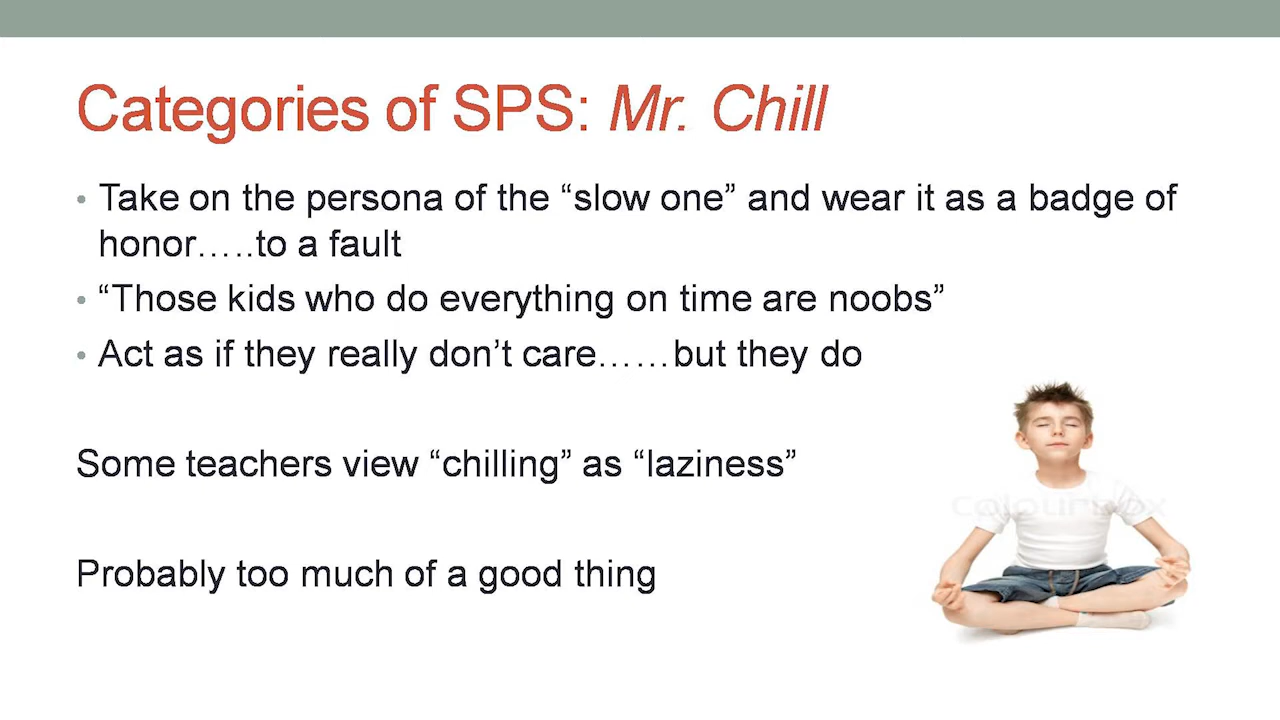 Categories of SPS: Mr. Chill
• Take on the persona of the “slow one” and wear it as a badge of
honor…..to a fault
• “Those kids who do everything on time are noobs”
• Act as if they really don’t care……but they do
Some teachers view “chilling” as “laziness”
colourbox
Probably too much of a good thing